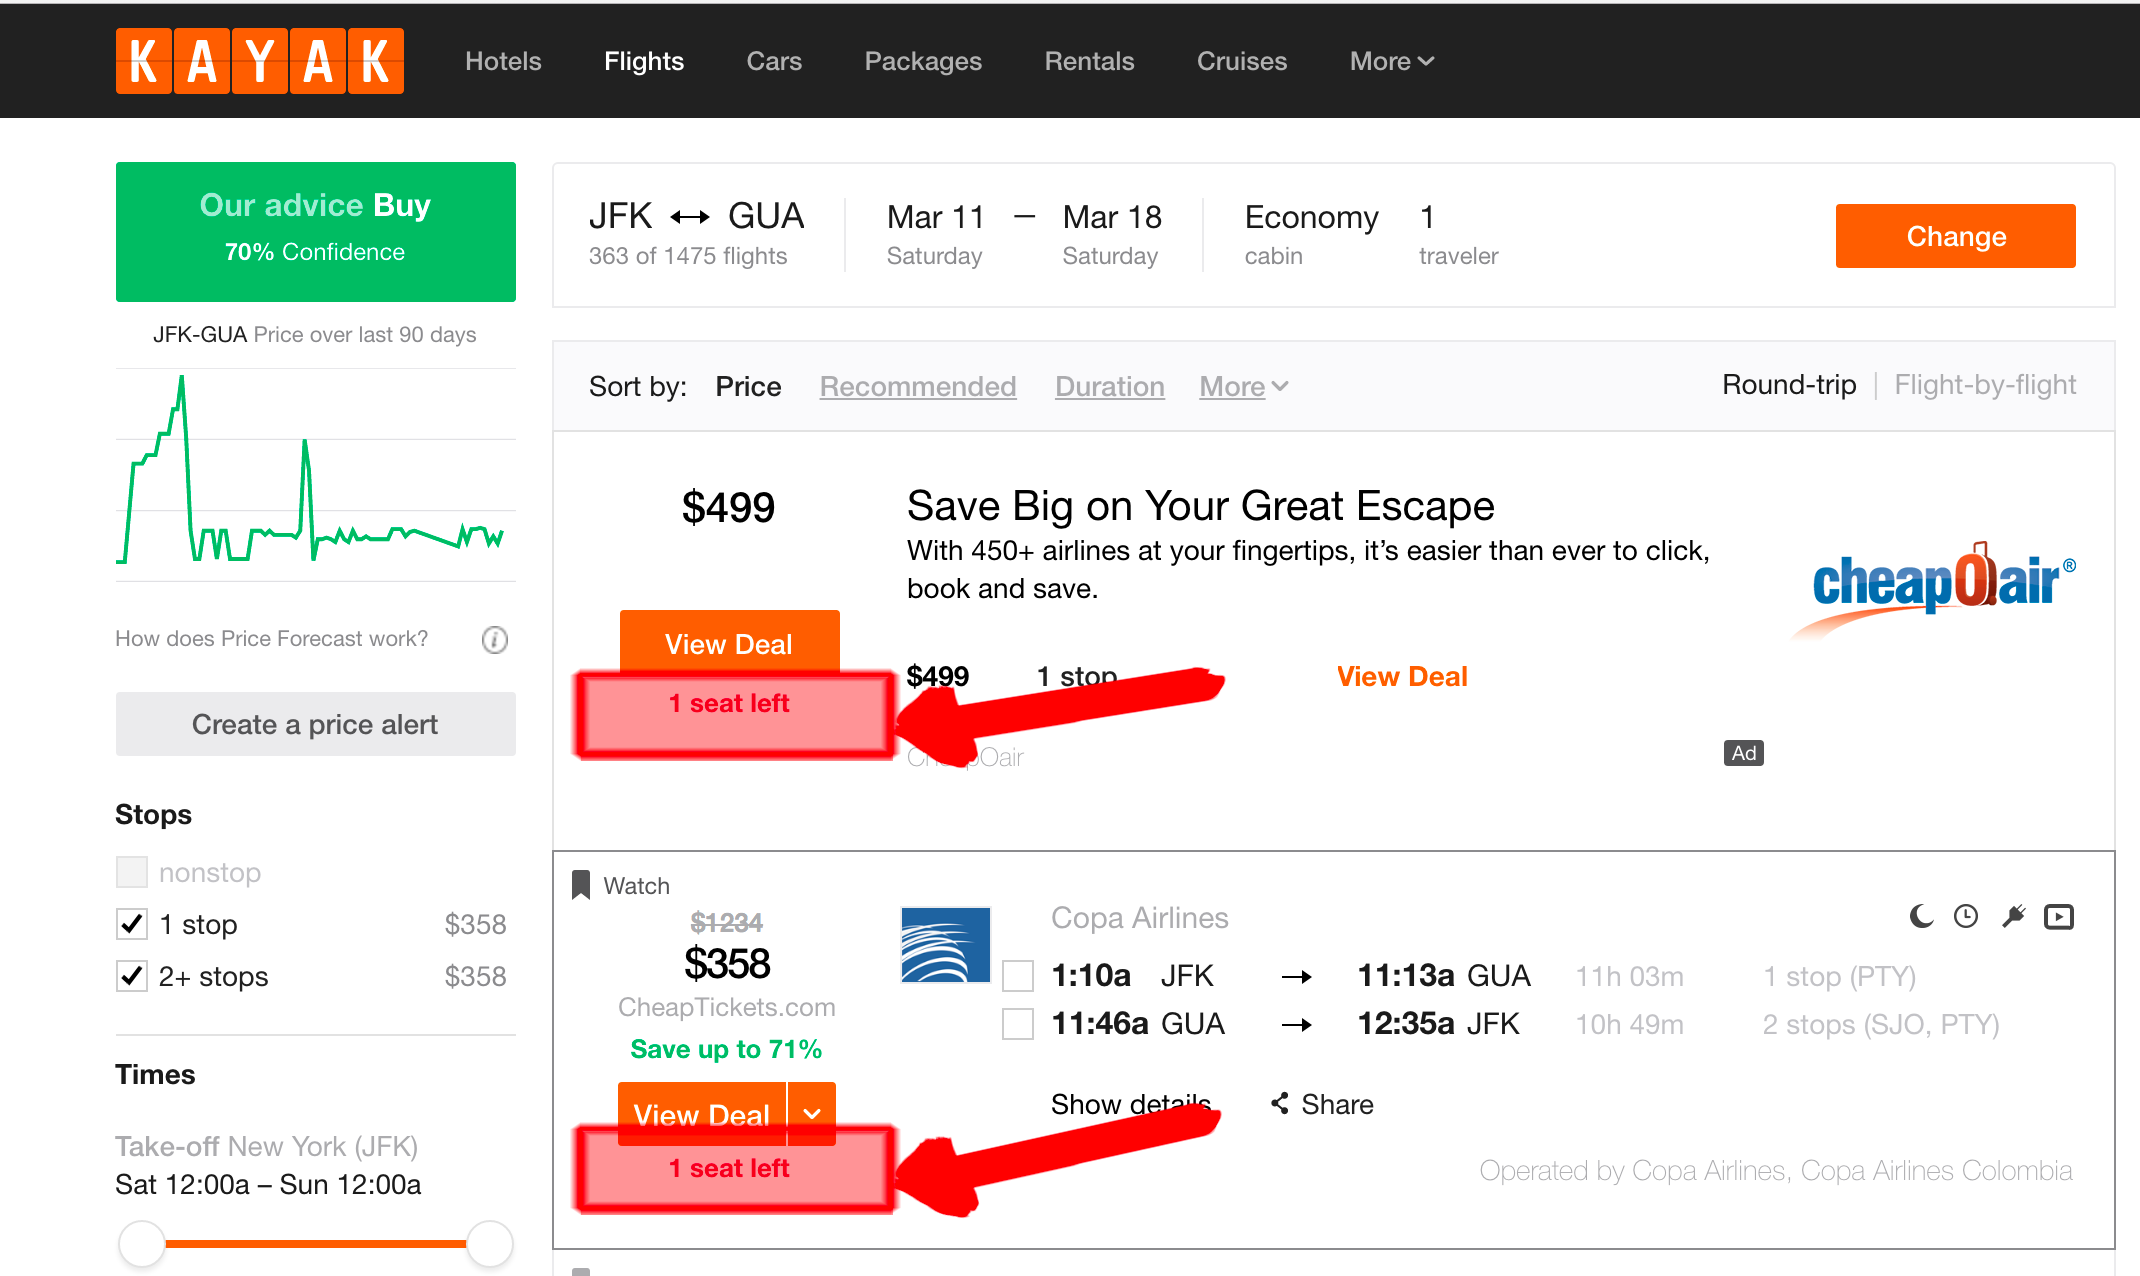 KAYAK
Hotels Flights Cars Packages Rentals Cruises More
Our advice Buy
70% Confidence
JFK-GUA Price over last 90 days
How does Price Forecast work?
Create a price alert
Stops
nonstop
1 stop $358
2+ stops $358
Times
Take-off New York (JFK)
Sat 12:00a – Sun 12:00a
JFK GUA Mar 11 – Mar 18 Economy 1
363 of 1475 flights Saturday Saturday cabin traveler
Change
Sort by: Price Recommended Duration More Round-trip Flight-by-flight
$499
View Deal
1 seat left
Save Big on Your Great Escape
With 450+ airlines at your fingertips, it's easier than ever to click,
book and save.
$499 1 stop View Deal
CheapOair
Ad
cheapOair®
Watch
$1234
$358
CheapTickets.com
Save up to 71%
View Deal
1 seat left
Copa Airlines
1:10a JFK → 11:13a GUA 11h 03m 1 stop (PTY)
11:46a GUA → 12:35a JFK 10h 49m 2 stops (SJO, PTY)
Show details Share
Operated by Copa Airlines, Copa Airlines Colombia